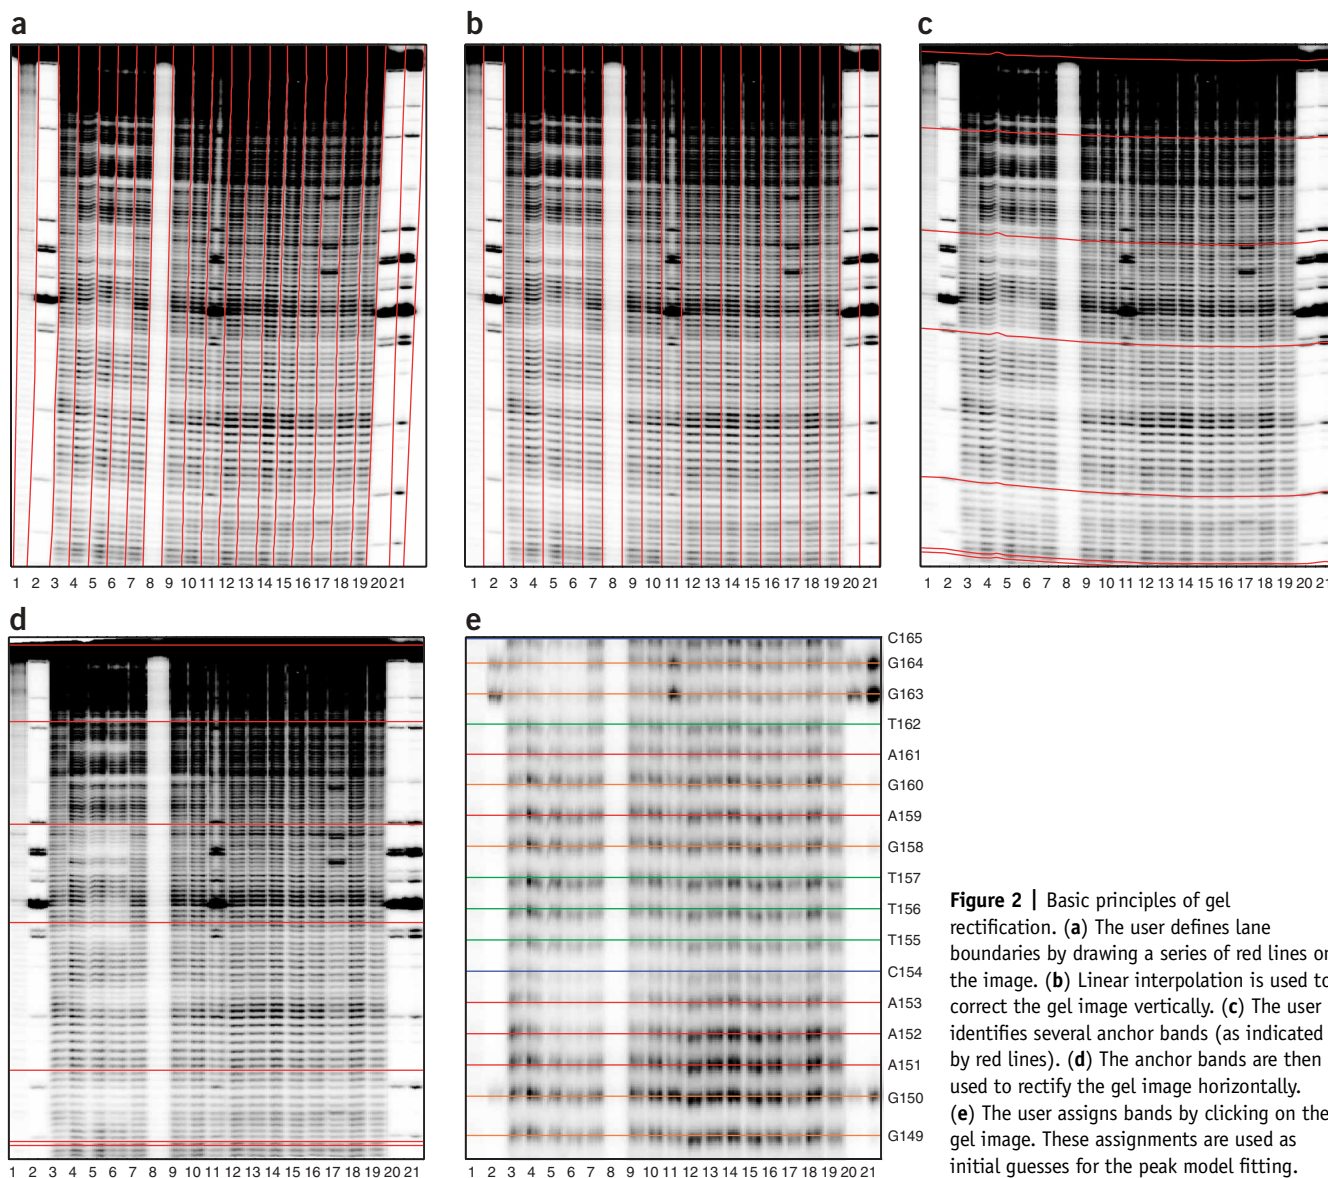 a
b
c
1 2 3 4 5 6 7 8 9 10 11 12 13 14 15 16 17 18 19 20 21
1 2 3 4 5 6 7 8 9 10 11 12 13 14 15 16 17 18 19 20 21
1 2 3 4 5 6 7 8 9 10 11 12 13 14 15 16 17 18 19 20 21
d
e
C165
G164
G163
T162
A161
G160
A159
G158
T157
T156
T155
C154
A153
A152
A151
G150
G149
1 2 3 4 5 6 7 8 9 10 11 12 13 14 15 16 17 18 19 20 21
1 2 3 4 5 6 7 8 9 10 11 12 13 14 15 16 17 18 19 20 21
Figure 2 | Basic principles of gel
rectification. (a) The user defines lane
boundaries by drawing a series of red lines on
the image. (b) Linear interpolation is used to
correct the gel image vertically. (c) The user
identifies several anchor bands (as indicated
by red lines). (d) The anchor bands are then
used to rectify the gel image horizontally.
(e) The user assigns bands by clicking on the
gel image. These assignments are used as
initial guesses for the peak model fitting.